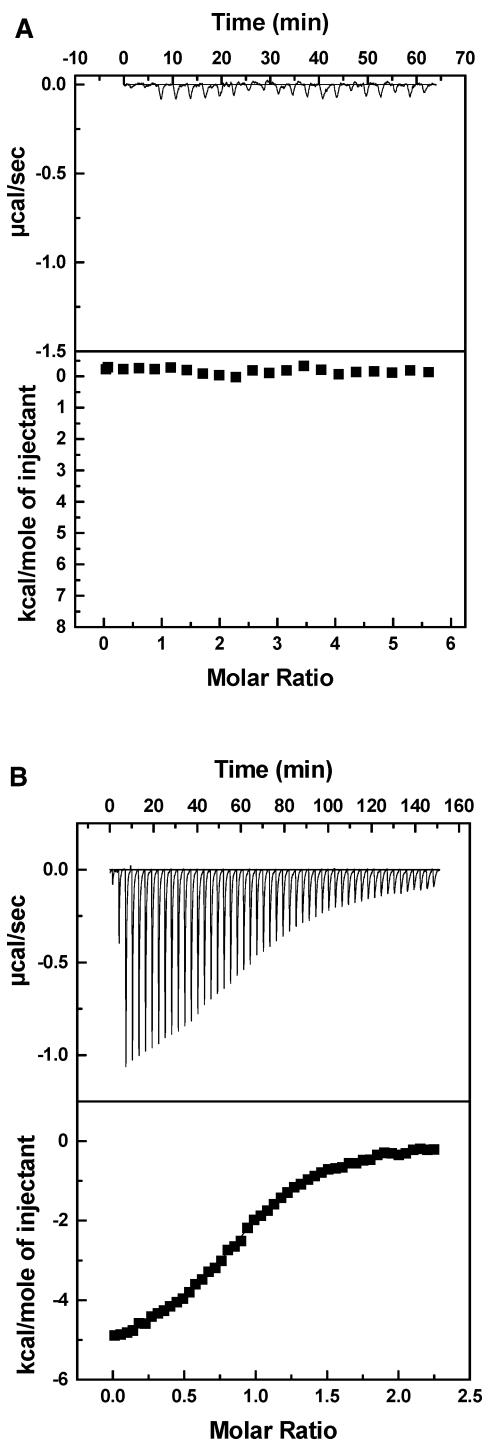 A
Time (min)
-10 0 10 20 30 40 50 60 70
0.0
-0.5
-1.0
-1.5
µcal/sec
0
1
2
3
4
5
6
7
8
kcal/mole of injectant
0 1 2 3 4 5 6
Molar Ratio
B
Time (min)
0 20 40 60 80 100 120 140 160
0.0
-0.5
-1.0
µcal/sec
0
-2
-4
-6
kcal/mole of injectant
0.0 0.5 1.0 1.5 2.0 2.5
Molar Ratio